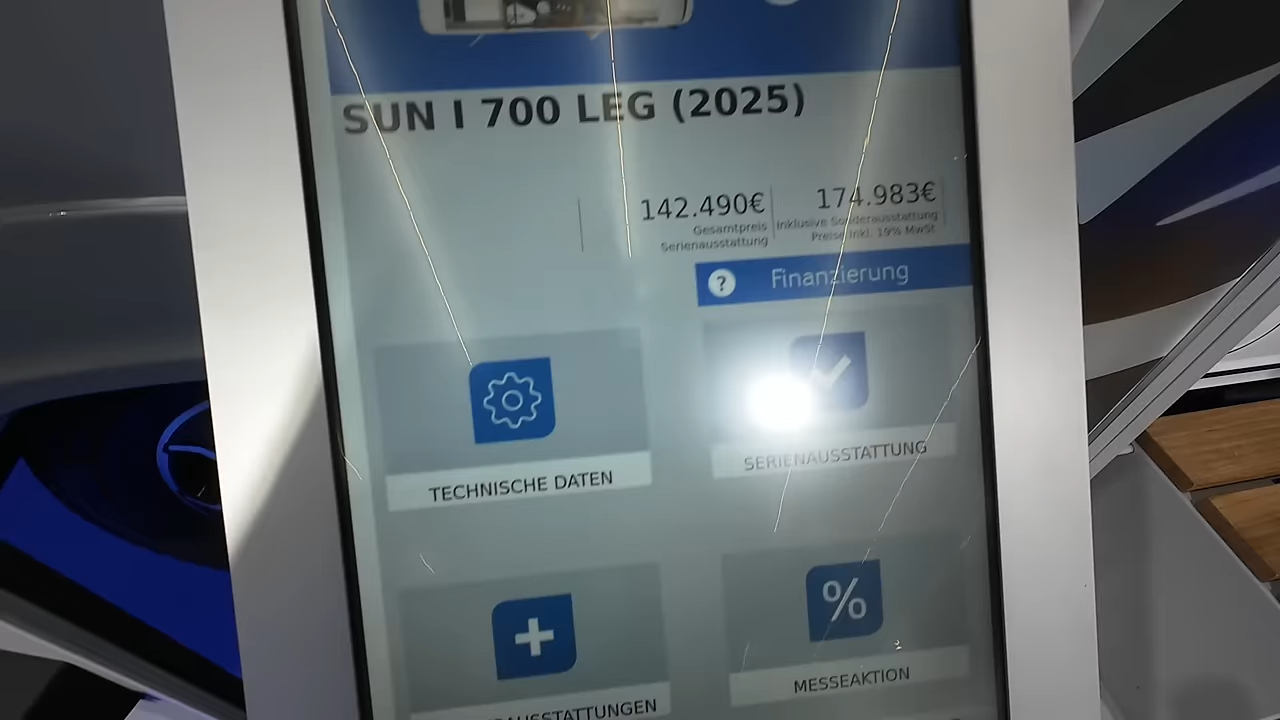 SUN I 700 LEG (2025)
142.490€
Gesamtpreis
Serienausstattung
174.983€
Inklusive Sonderausstattung
Preise inkl. 19% MwSt
? Finanzierung
TECHNISCHE DATEN
SERIENAUSSTATTUNG
AUSSTATTUNGEN
%
MESSEAKTION